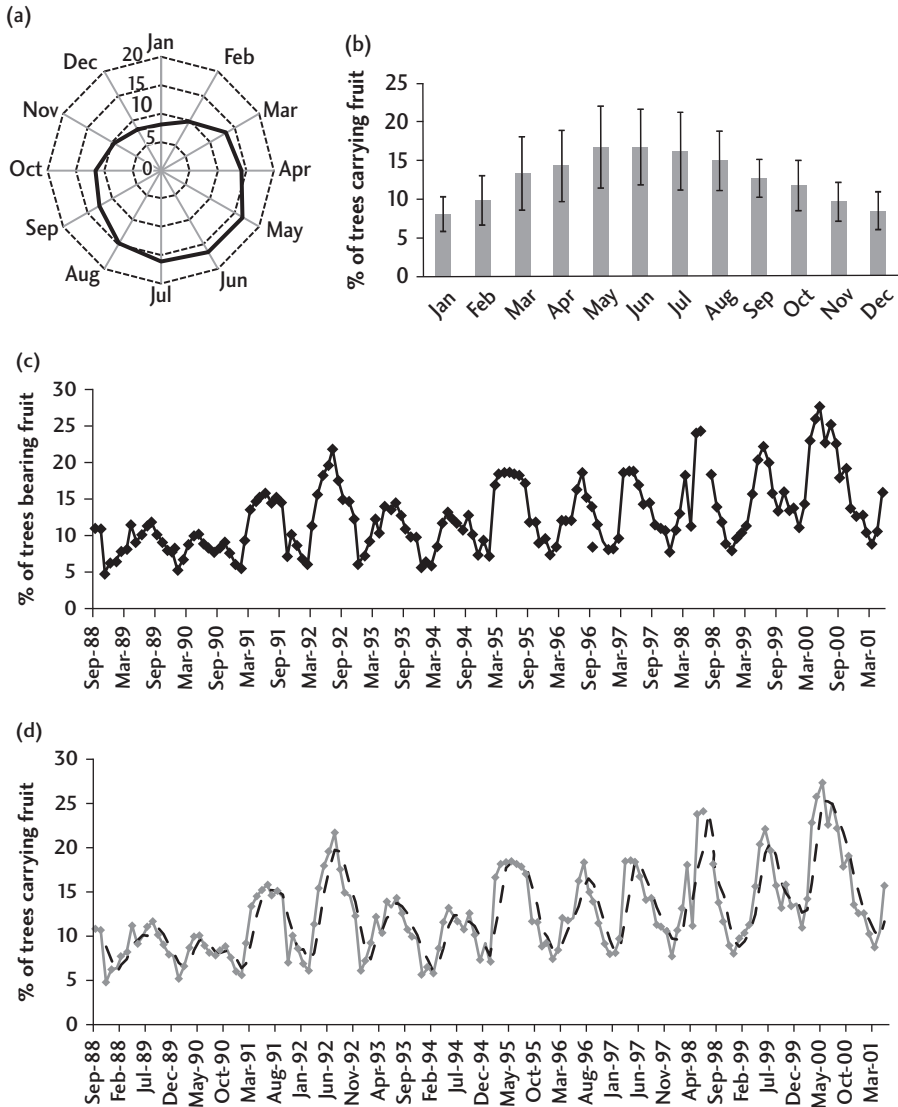 (a)
Jan
Feb
Mar
Apr
May
Jun
Jul
Aug
Sep
Oct
Nov
Dec
20
15
10
5
0
(b)
% of trees carrying fruit
25
20
15
10
5
0
Jan Feb Mar Apr May Jun Jul Aug Sep Oct Nov Dec
(c)
% of trees bearing fruit
30
25
20
15
10
5
0
Sep-88 Mar-89 Sep-89 Mar-90 Sep-90 Mar-91 Sep-91 Mar-92 Sep-92 Mar-93 Sep-93 Mar-94 Sep-94 Mar-95 Sep-95 Mar-96 Sep-96 Mar-97 Sep-97 Mar-98 Sep-98 Mar-99 Sep-99 Mar-00 Sep-00 Mar-01
(d)
% of trees carrying fruit
30
25
20
15
10
5
0
Sep-88 Feb-88 Jul-89 Dec-89 May-90 Oct-90 Mar-91 Aug-91 Jan-92 Jun-92 Nov-92 Apr-93 Sep-93 Feb-94 Jul-94 Dec-94 May-95 Oct-95 Mar-96 Aug-96 Jan-97 Jun-97 Nov-97 Apr-98 Sep-98 Feb-99 Jul-99 Dec-99 May-00 Oct-00 Mar-01